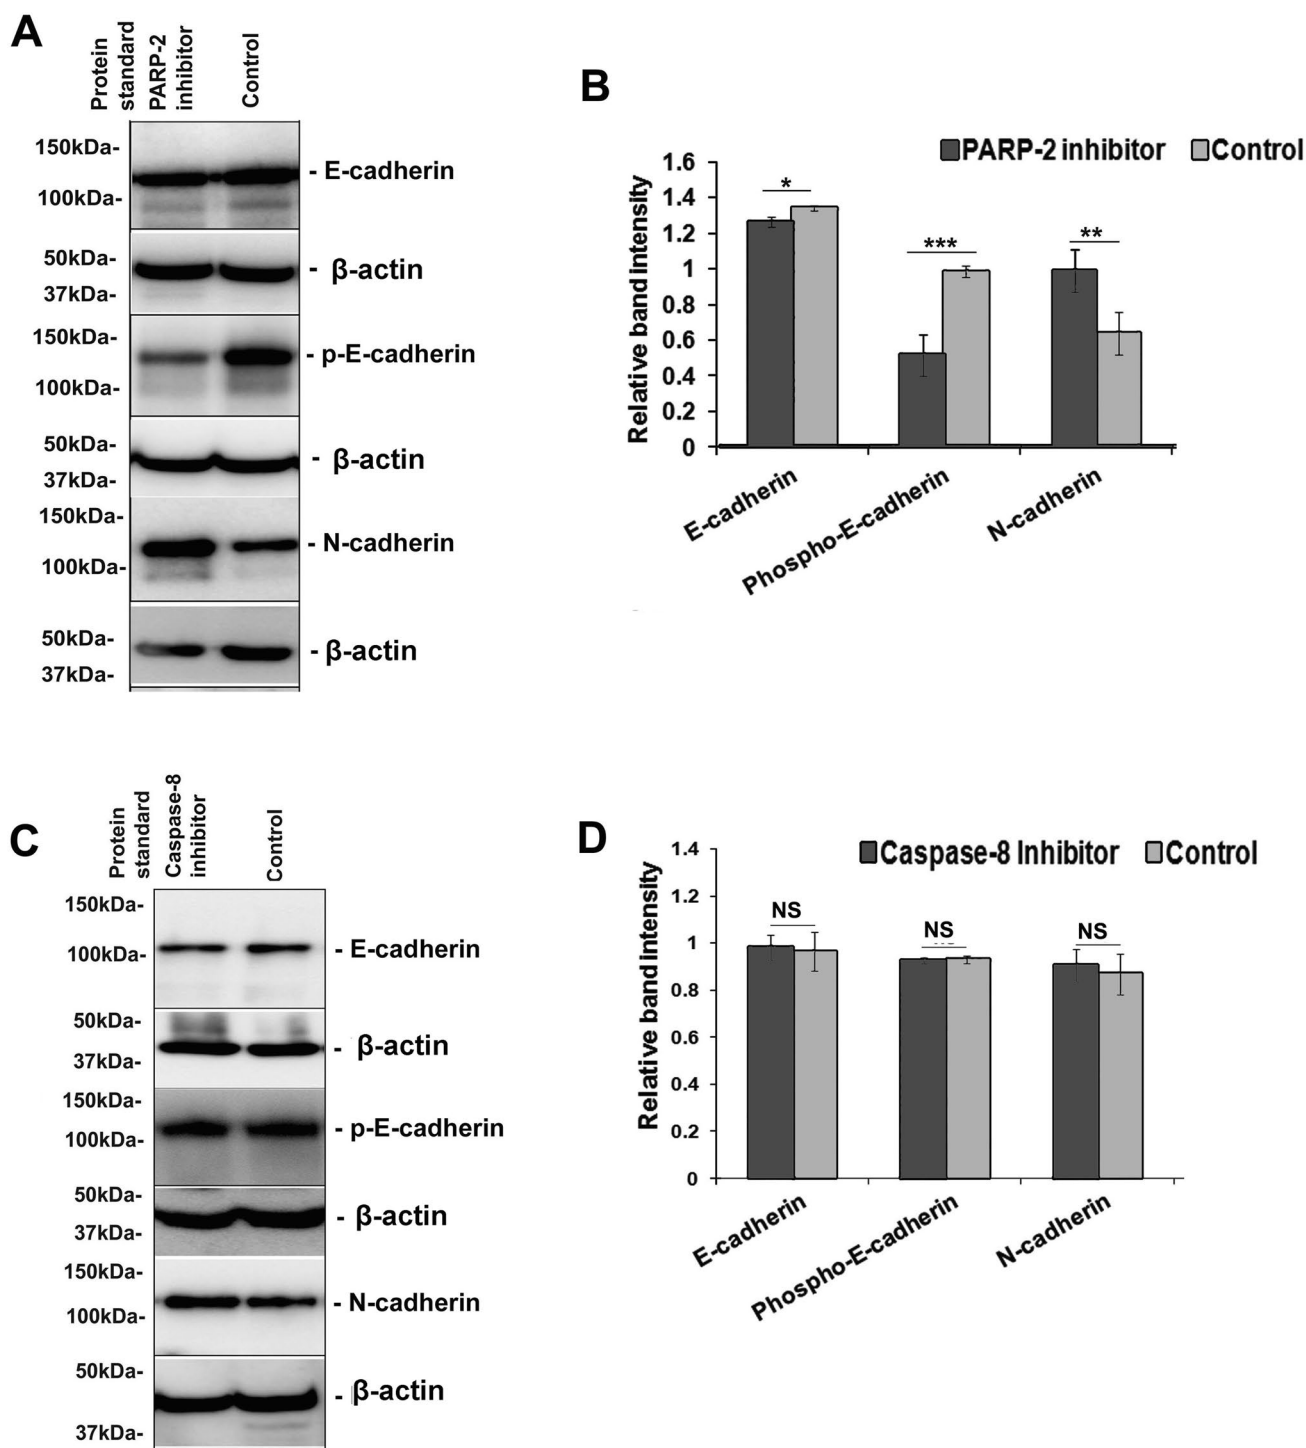 A
Protein
standard
PARP-2
inhibitor
Control
150kDa-
- E-cadherin
100kDa-
50kDa-
- β-actin
37kDa-
150kDa-
- p-E-cadherin
100kDa-
50kDa-
- β-actin
37kDa-
150kDa-
- N-cadherin
100kDa-
50kDa-
- β-actin
37kDa-
B
PARP-2 inhibitor Control
Relative band intensity
1.6
1.4
1.2
1
0.8
0.6
0.4
0.2
0
*
***
**
E-cadherin
Phospho-E-cadherin
N-cadherin
C
Protein
standard
Caspase-8
inhibitor
Control
150kDa-
- E-cadherin
100kDa-
50kDa-
- β-actin
37kDa-
150kDa-
- p-E-cadherin
100kDa-
50kDa-
- β-actin
37kDa-
150kDa-
- N-cadherin
100kDa-
50kDa-
- β-actin
37kDa-
D
Caspase-8 Inhibitor Control
Relative band intensity
1.4
1.2
1
0.8
0.6
0.4
0.2
0
NS
NS
NS
E-cadherin
Phospho-E-cadherin
N-cadherin